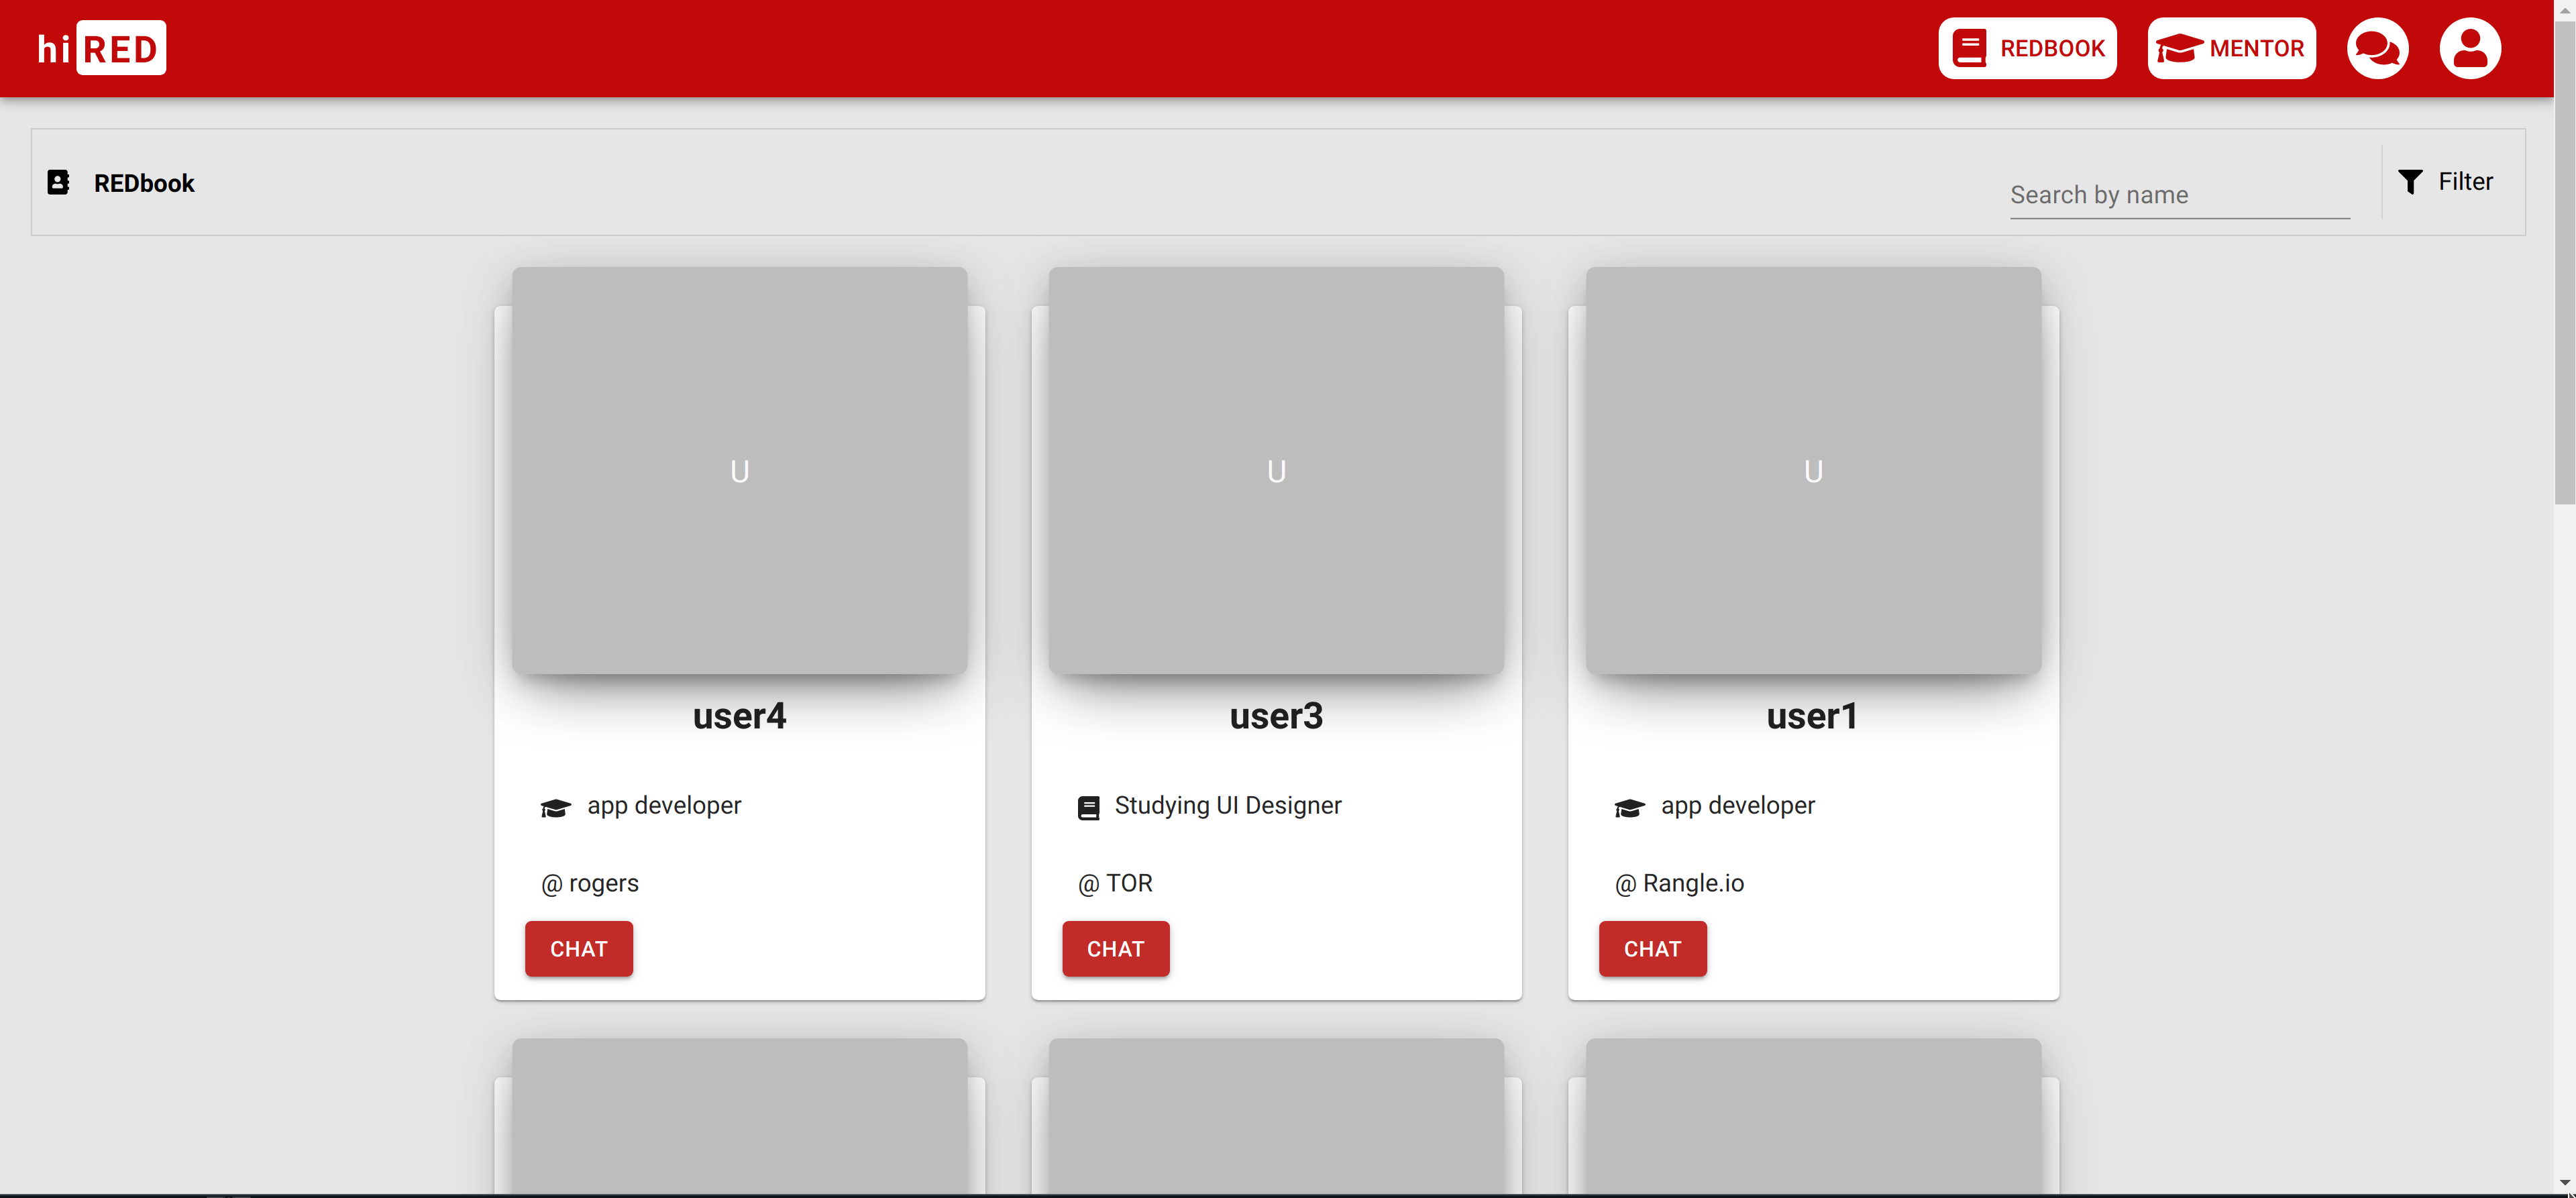 hiRED
REDBOOK
MENTOR
REDbook
Search by name
Filter
U
U
U
user4
user3
user1
app developer
Studying UI Designer
app developer
@ rogers
@ TOR
@ Rangle.io
CHAT
CHAT
CHAT